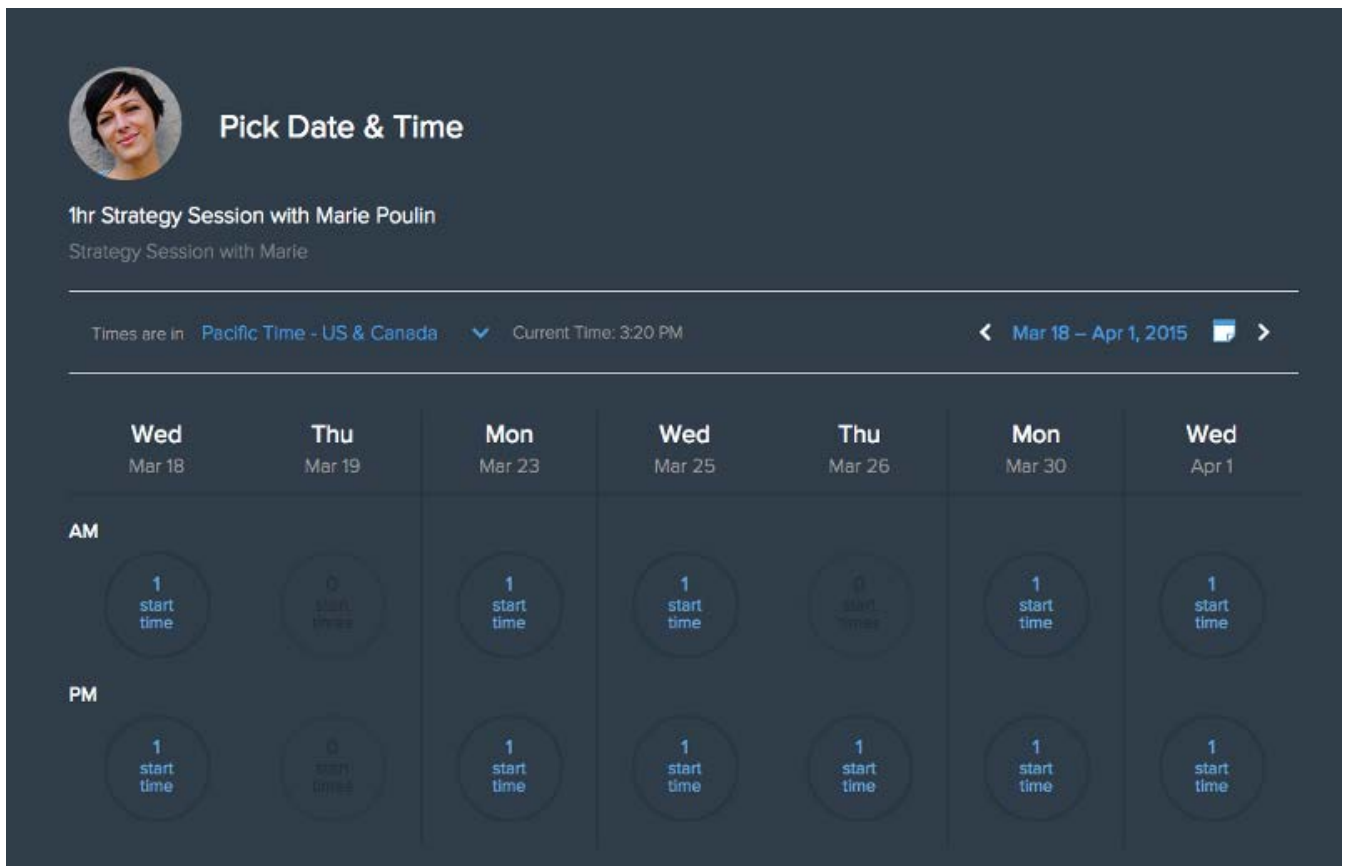 Pick Date & Time
1hr Strategy Session with Marie Poulin
Strategy Session with Marie
Times are in Pacific Time - US & Canada Current Time: 3:20 PM Mar 18 – Apr 1, 2015
Wed Thu Mon Wed Thu Mon Wed
Mar 18 Mar 19 Mar 23 Mar 25 Mar 26 Mar 30 Apr 1
AM
1 0 1 1 0 1 1
start start start start start start start
time times time time times time time
PM
1 0 1 1 1 1 1
start start start start start start start
time times time time time time time